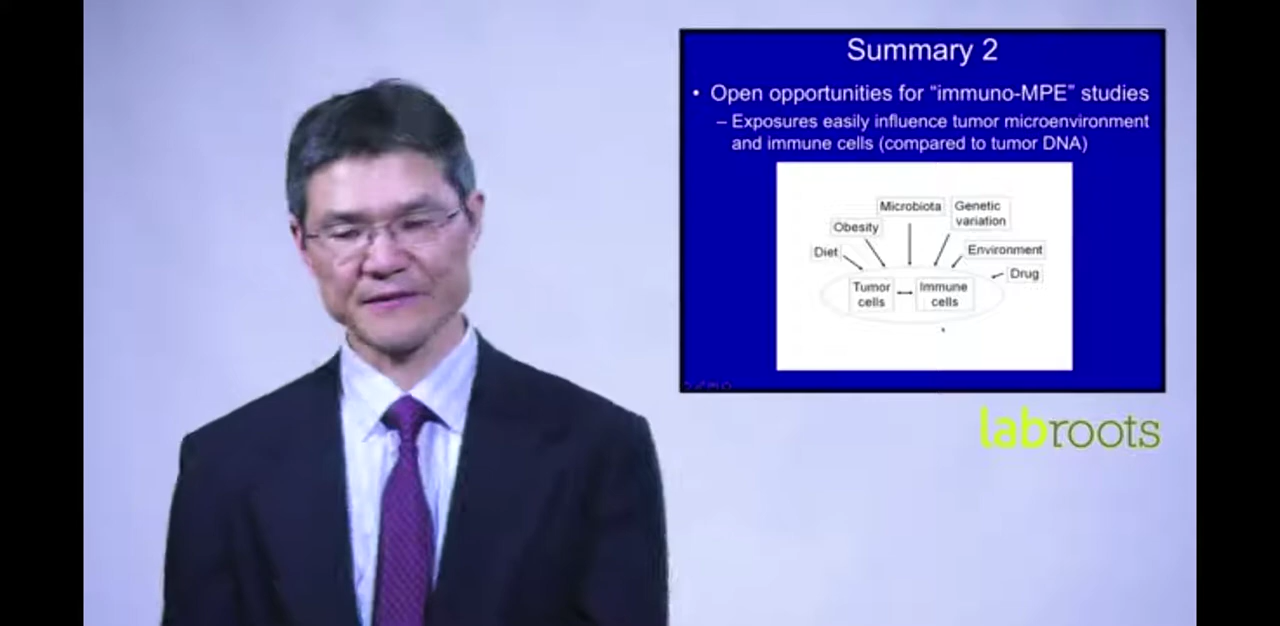 Summary 2
• Open opportunities for “immuno-MPE” studies
– Exposures easily influence tumor microenvironment
and immune cells (compared to tumor DNA)
Microbiota
Genetic
variation
Obesity
Diet
Environment
Drug
Tumor
cells
Immune
cells
labroots